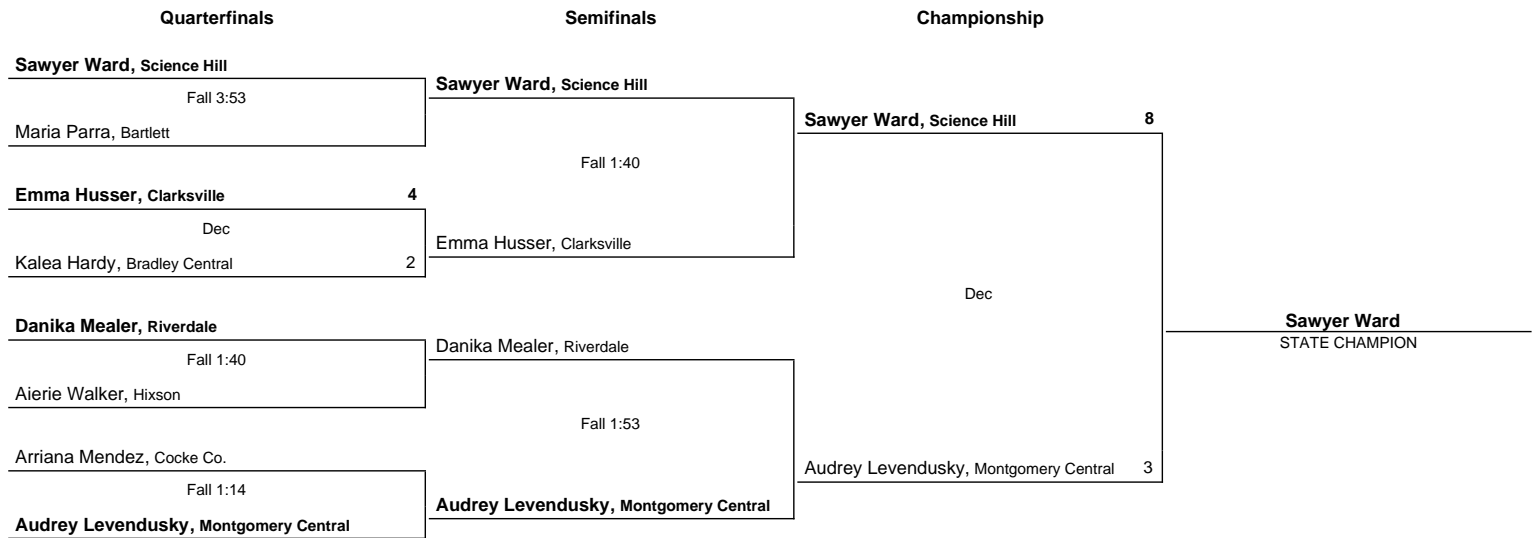 Quarterfinals Semifinals Championship
Sawyer Ward, Science Hill
Fall 3:53
Maria Parra, Bartlett
Emma Husser, Clarksville 4
Dec
Kalea Hardy, Bradley Central 2
Danika Mealer, Riverdale
Fall 1:40
Aierie Walker, Hixson
Arriana Mendez, Cocke Co.
Fall 1:14
Audrey Levendusky, Montgomery Central
Sawyer Ward, Science Hill
Fall 1:40
Emma Husser, Clarksville
Danika Mealer, Riverdale
Fall 1:53
Audrey Levendusky, Montgomery Central
Sawyer Ward, Science Hill 8
Dec
Audrey Levendusky, Montgomery Central 3
Sawyer Ward
STATE CHAMPION